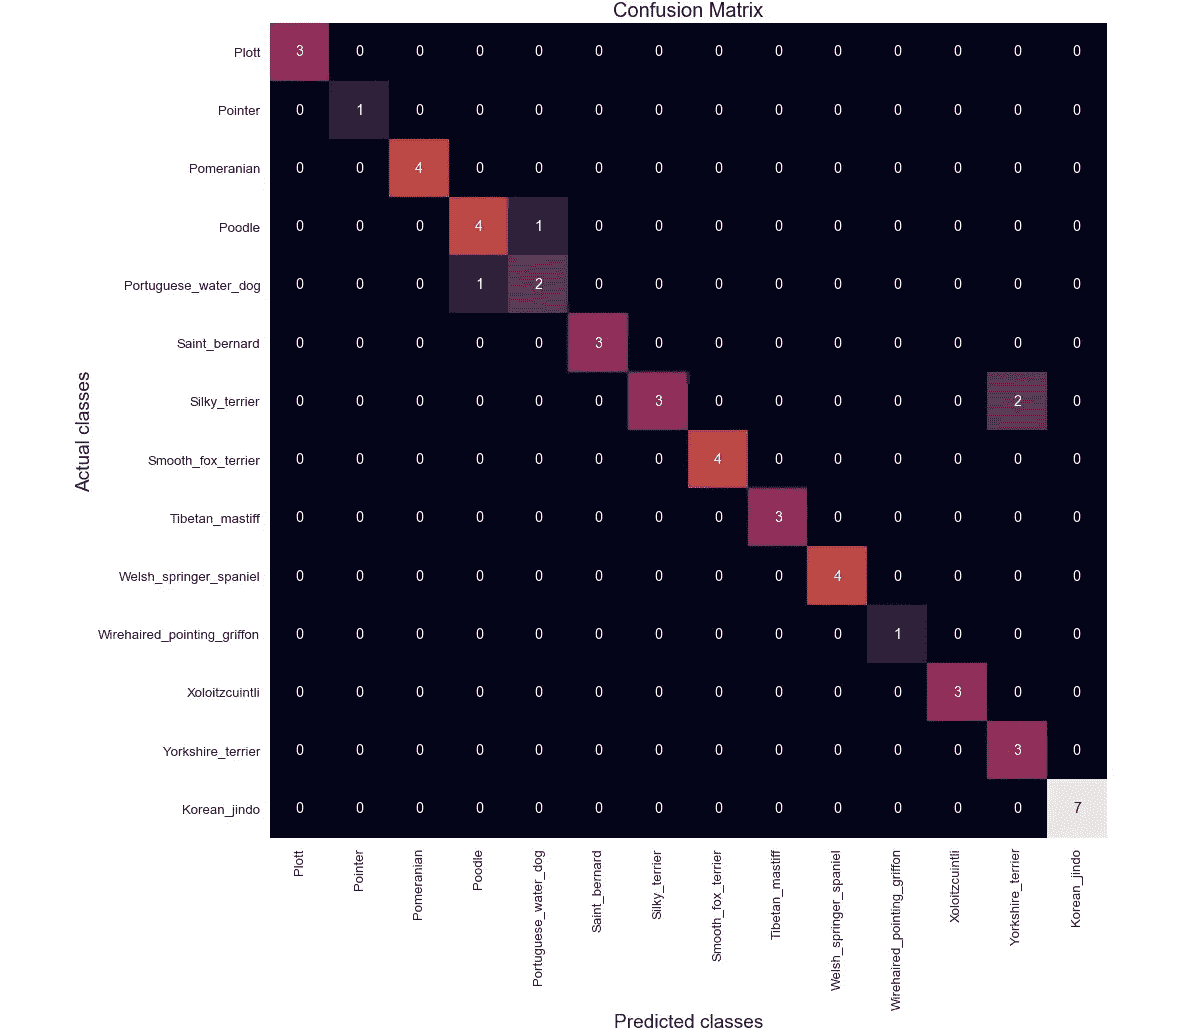 Confusion Matrix
Plott 3 0 0 0 0 0 0 0 0 0 0 0 0 0
Pointer 0 1 0 0 0 0 0 0 0 0 0 0 0 0
Pomeranian 0 0 4 0 0 0 0 0 0 0 0 0 0 0
Poodle 0 0 0 4 1 0 0 0 0 0 0 0 0 0
Portuguese_water_dog 0 0 0 1 2 0 0 0 0 0 0 0 0 0
Saint_bernard 0 0 0 0 0 3 0 0 0 0 0 0 0 0
Silky_terrier 0 0 0 0 0 0 3 0 0 0 0 0 2 0
Smooth_fox_terrier 0 0 0 0 0 0 0 4 0 0 0 0 0 0
Tibetan_mastiff 0 0 0 0 0 0 0 0 3 0 0 0 0 0
Welsh_springer_spaniel 0 0 0 0 0 0 0 0 0 4 0 0 0 0
Wirehaired_pointing_griffon 0 0 0 0 0 0 0 0 0 0 1 0 0 0
Xoloitzcuintli 0 0 0 0 0 0 0 0 0 0 0 3 0 0
Yorkshire_terrier 0 0 0 0 0 0 0 0 0 0 0 0 3 0
Korean_jindo 0 0 0 0 0 0 0 0 0 0 0 0 0 7
Actual classes
Plott
Pointer
Pomeranian
Poodle
Portuguese_water_dog
Saint_bernard
Silky_terrier
Smooth_fox_terrier
Tibetan_mastiff
Welsh_springer_spaniel
Wirehaired_pointing_griffon
Xoloitzcuintli
Yorkshire_terrier
Korean_jindo
Predicted classes